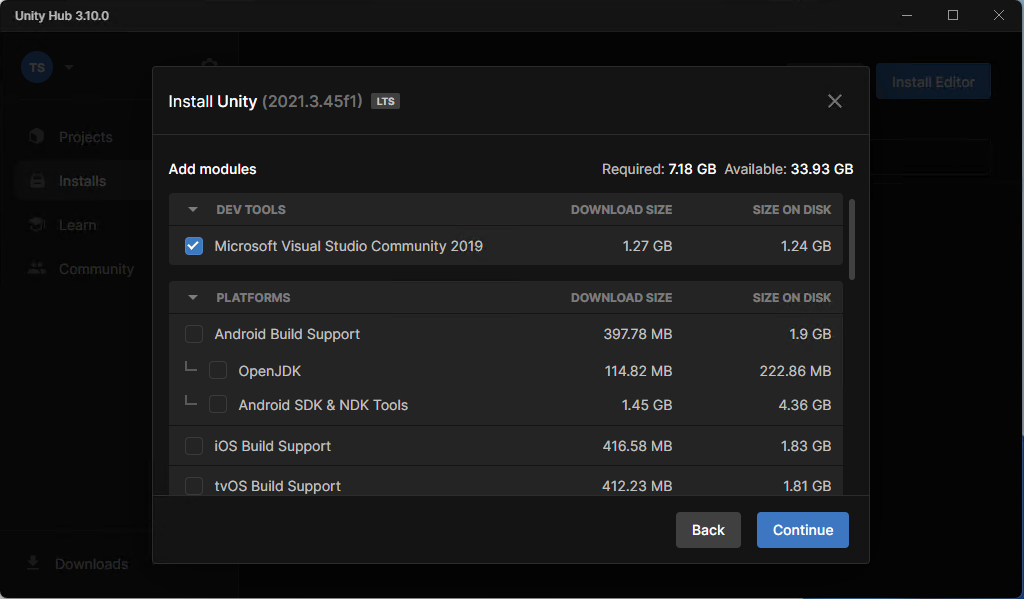 Unity Hub 3.10.0
TS
Install Editor
Install Unity (2021.3.45f1) LTS
Projects
Installs
Learn
Community
Add modules Required: 7.18 GB Available: 33.93 GB
DEV TOOLS DOWNLOAD SIZE SIZE ON DISK
Microsoft Visual Studio Community 2019 1.27 GB 1.24 GB
PLATFORMS DOWNLOAD SIZE SIZE ON DISK
Android Build Support 397.78 MB 1.9 GB
OpenJDK 114.82 MB 222.86 MB
Android SDK & NDK Tools 1.45 GB 4.36 GB
iOS Build Support 416.58 MB 1.83 GB
tvOS Build Support 412.23 MB 1.81 GB
Back Continue
Downloads